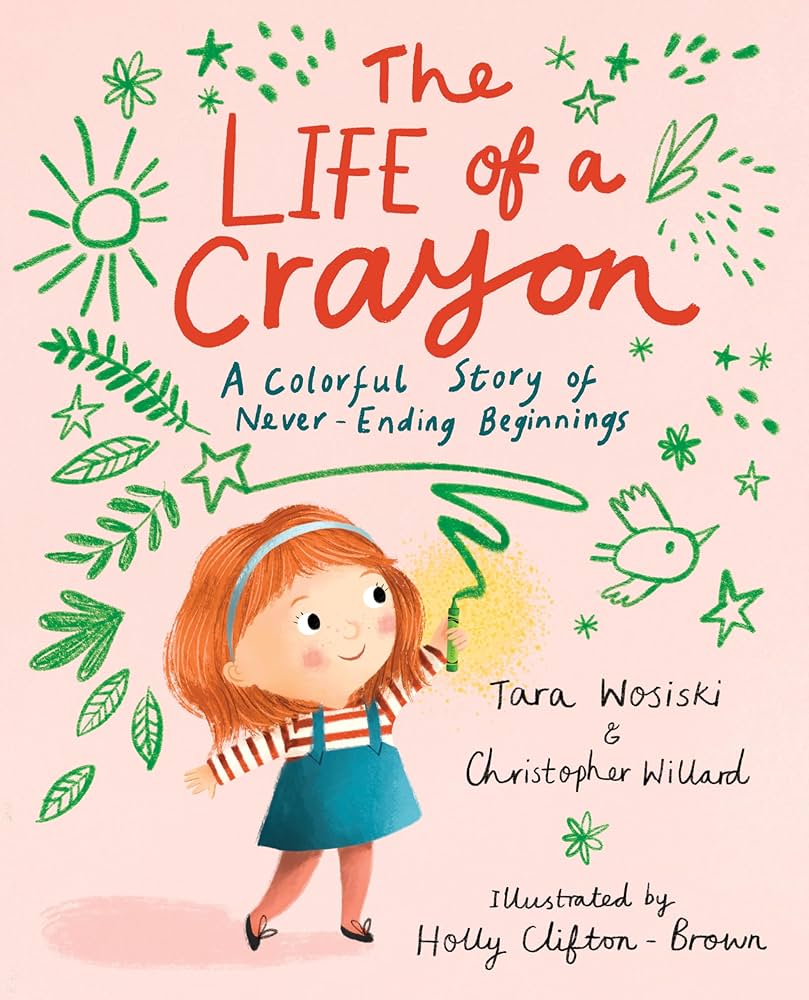 The
LIFE of a
Crayon
A Colorful Story of
Never-Ending Beginnings
Tara Wosiski
&
Christopher Willard
Illustrated by
Holly Clifton-Brown